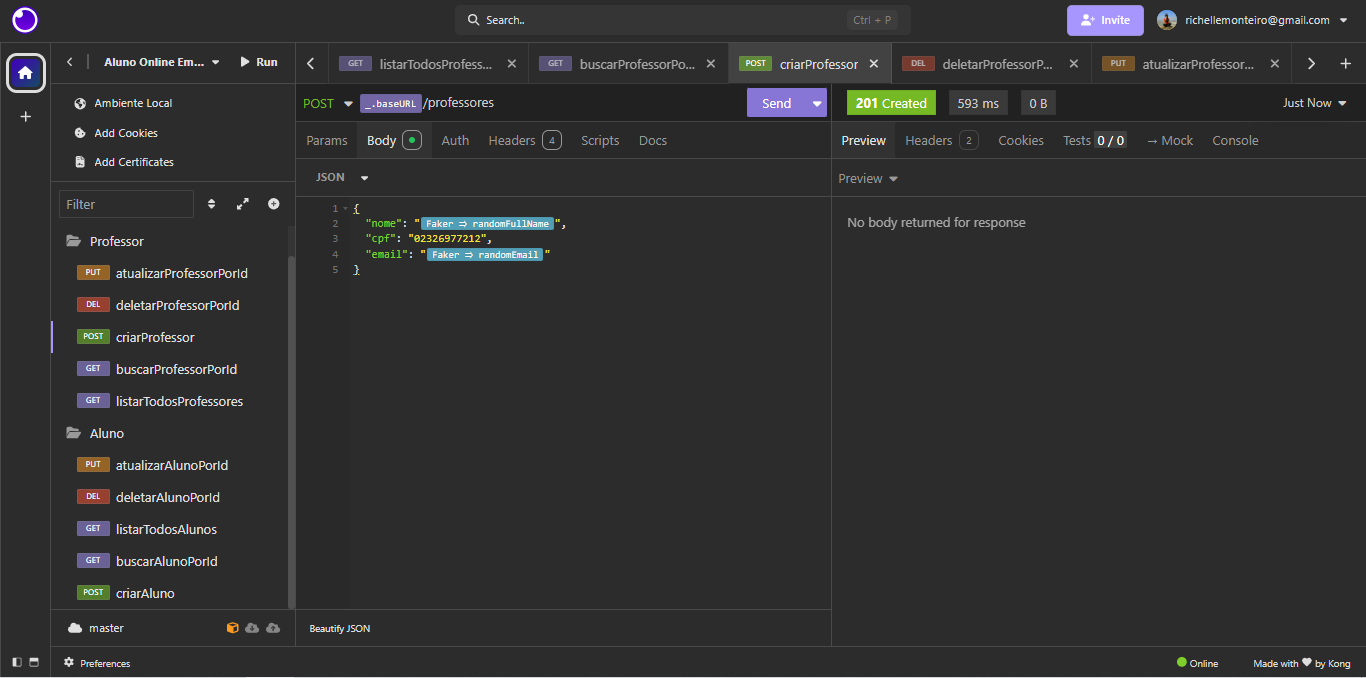 Search..
Ctrl + P
Invite
richellemonteiro@gmail.com
Aluno Online Em...
Run
GET listarTodosProfess...
GET buscarProfessorPo...
POST criarProfessor
DEL deletarProfessorP...
PUT atualizarProfessor...
Ambiente Local
Add Cookies
Add Certificates
Filter
Professor
PUT atualizarProfessorPorId
DEL deletarProfessorPorId
POST criarProfessor
GET buscarProfessorPorId
GET listarTodosProfessores
Aluno
PUT atualizarAlunoPorId
DEL deletarAlunoPorId
GET listarTodosAlunos
GET buscarAlunoPorId
POST criarAluno
master
Preferences
POST _.baseURL/professores
Send
Params Body Auth Headers 4 Scripts Docs
JSON
1 {
2 "nome": " Faker ⇒ randomFullName ",
3 "cpf": "02326977212",
4 "email": " Faker ⇒ randomEmail "
5 }
Beautify JSON
201 Created 593 ms 0 B
Just Now
Preview Headers 2 Cookies Tests 0 / 0 → Mock Console
Preview
No body returned for response
Online
Made with ♥ by Kong